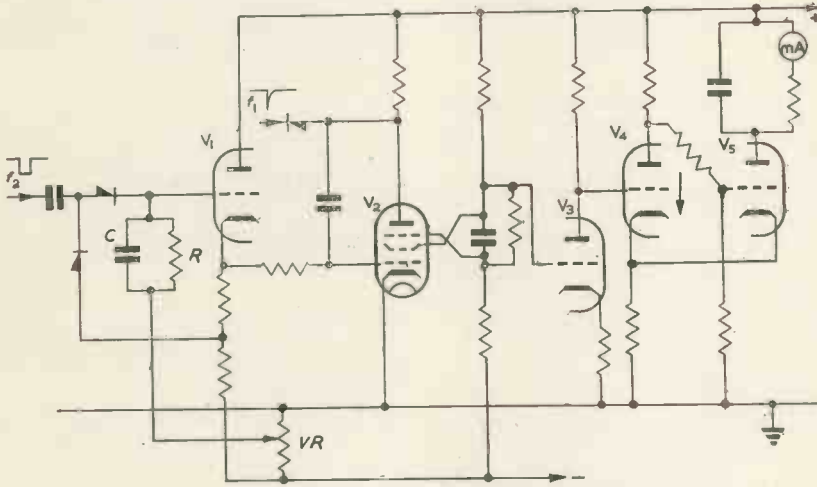 +
mA
f₁
V₁
V₄
V₅
f₂
V₂
V₃
C
R
VR
−